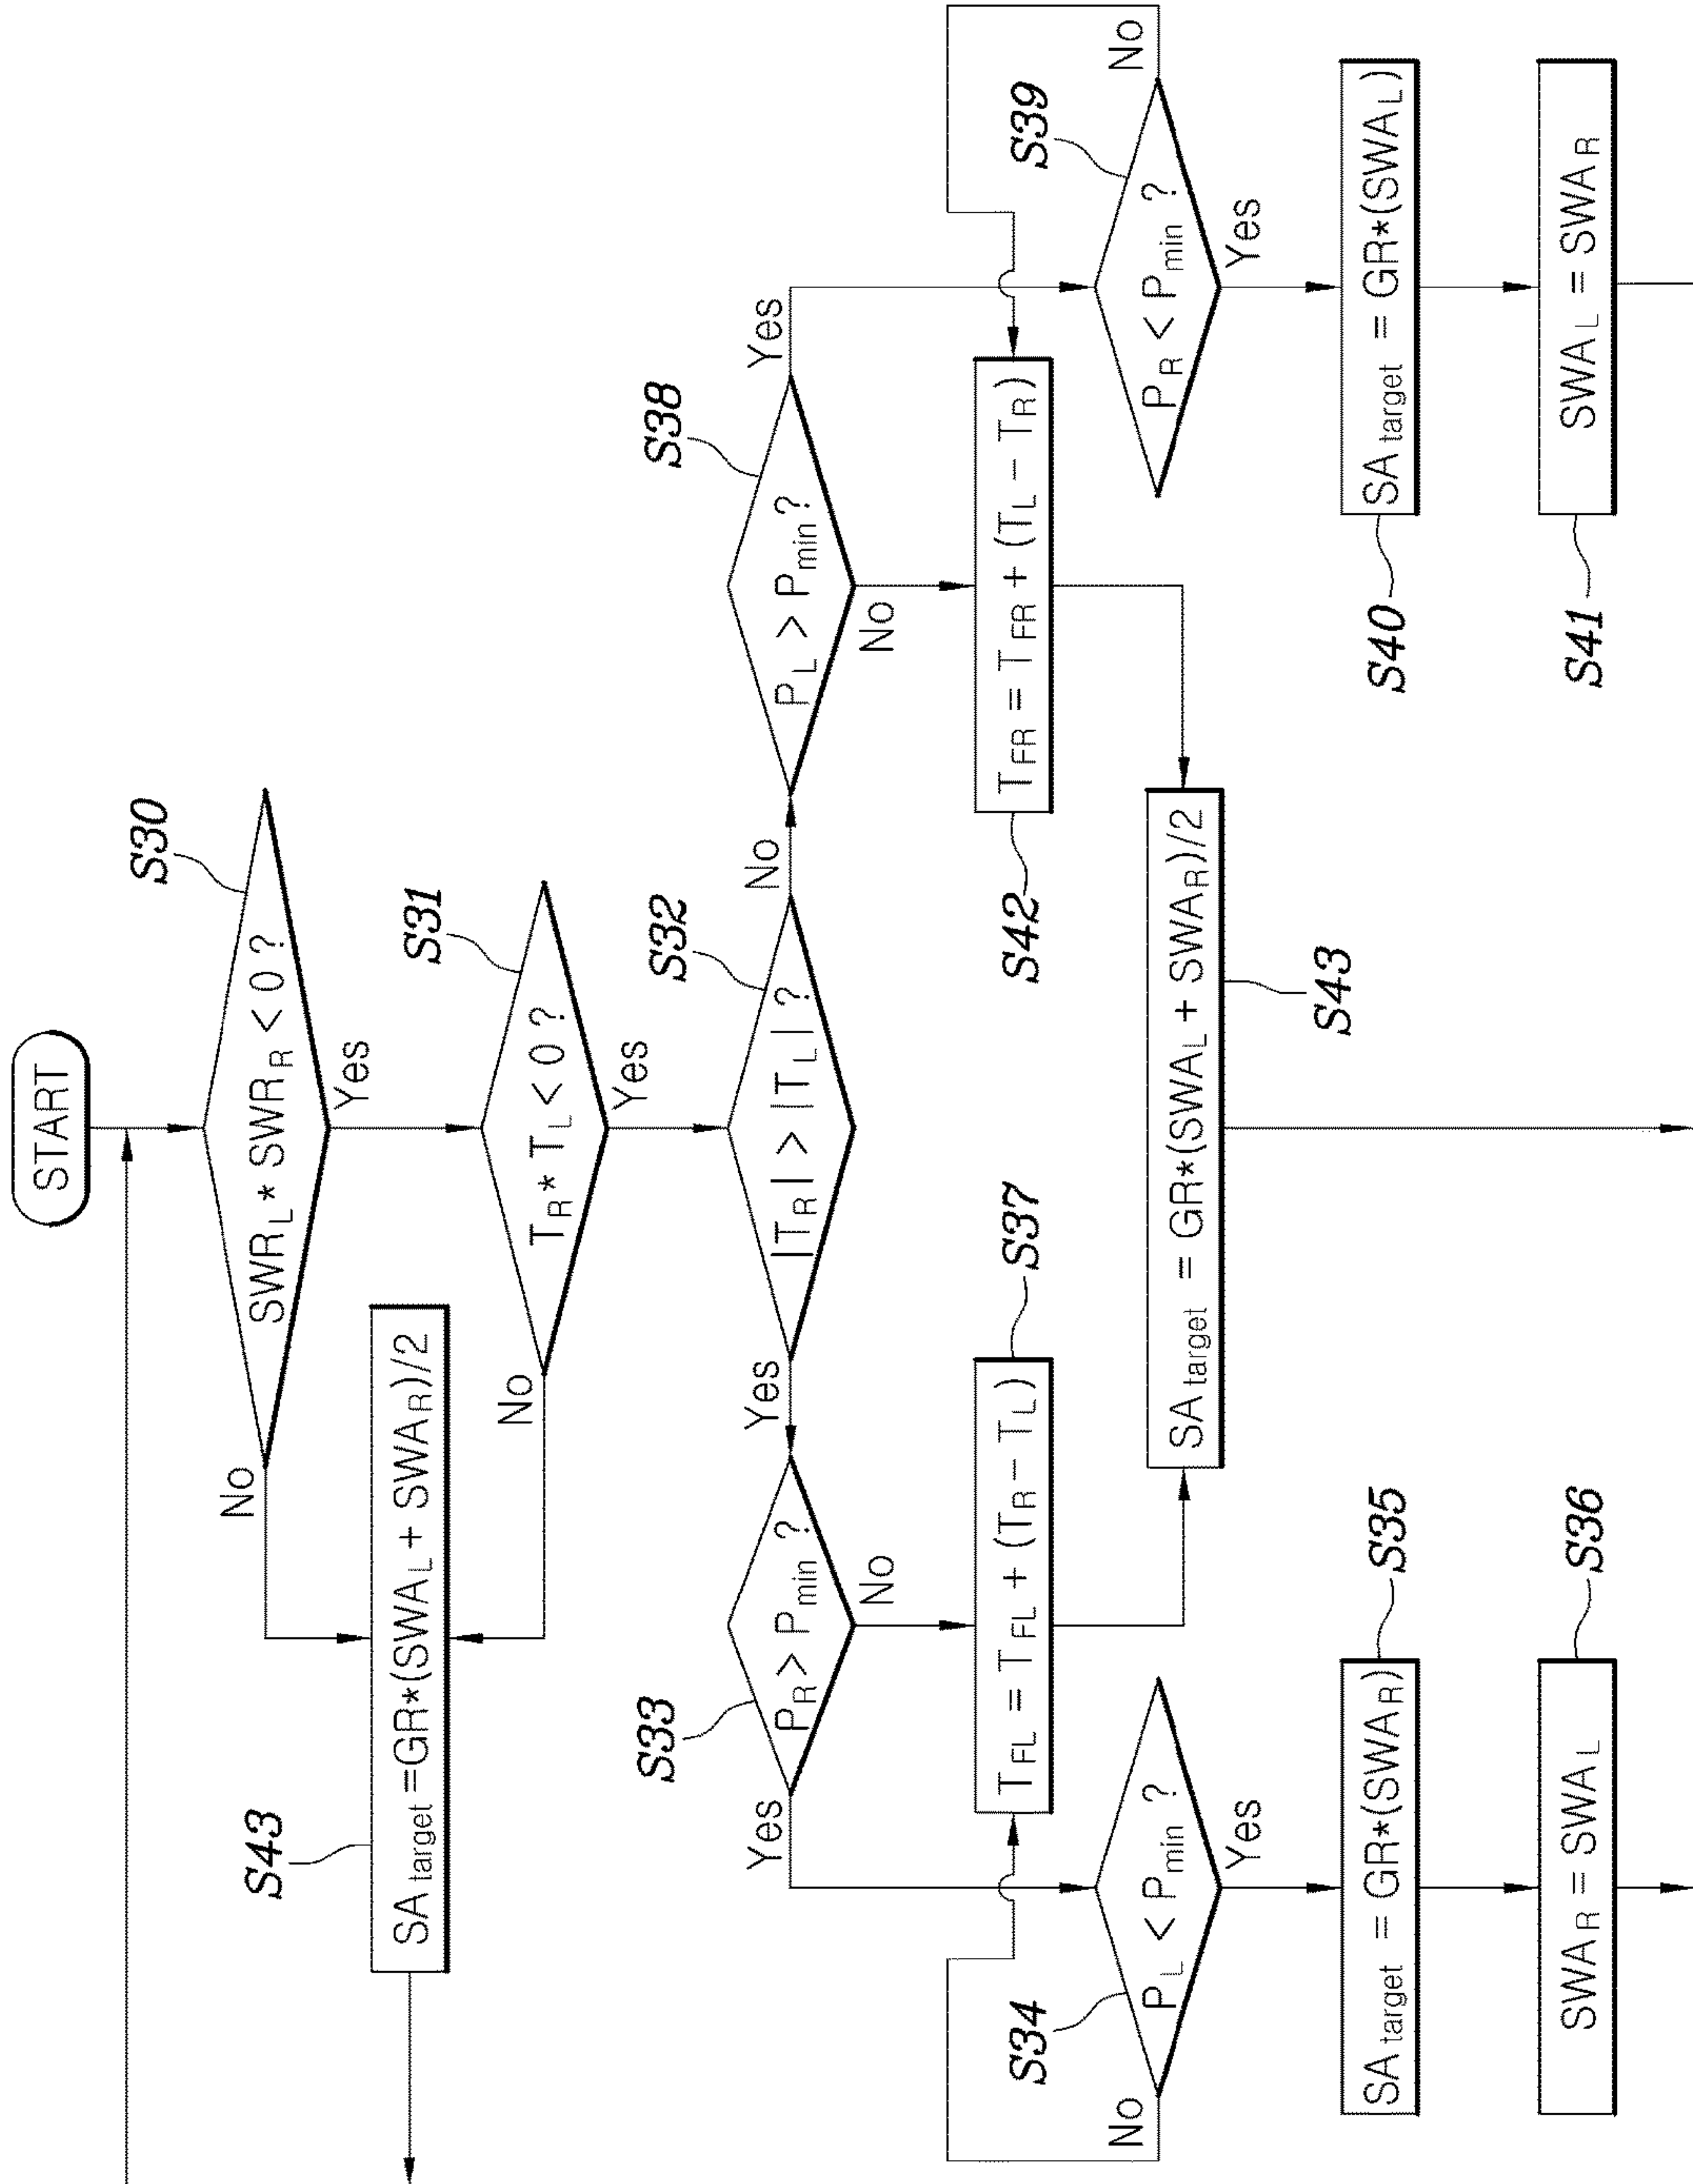 START
S30
SWR_L * SWR_R < 0 ?
No
Yes
S43
SA_target =GR*(SWA_L + SWA_R)/2
S31
T_R * T_L < 0 ?
No
Yes
S32
|T_R| > |T_L| ?
Yes
No
S33
P_R > P_min ?
Yes
No
S38
P_L > P_min ?
Yes
No
S37
T_FL = T_FL + (T_R - T_L)
S42
T_FR = T_FR + (T_L - T_R)
S34
P_L < P_min ?
No
Yes
S43
SA_target = GR*(SWA_L + SWA_R)/2
S39
P_R < P_min ?
No
Yes
S35
SA_target = GR*(SWA_R)
S40
SA_target = GR*(SWA_L)
S36
SWA_R = SWA_L
S41
SWA_L = SWA_R